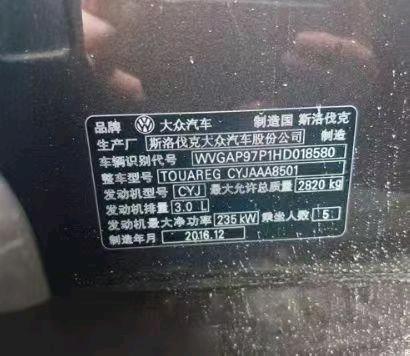 品牌 大众汽车 制造国 斯洛伐克
生产厂 斯洛伐克大众汽车股份公司 制造
车辆识别代号 WVGAP97P1HD018580
整车型号 TOUAREG CYJAAA8501
发动机型号 CYJ 最大允许总质量 2820 kg
发动机排量 3.0 L
发动机最大净功率 235 kW 乘坐人数 5
制造年月 2016.12